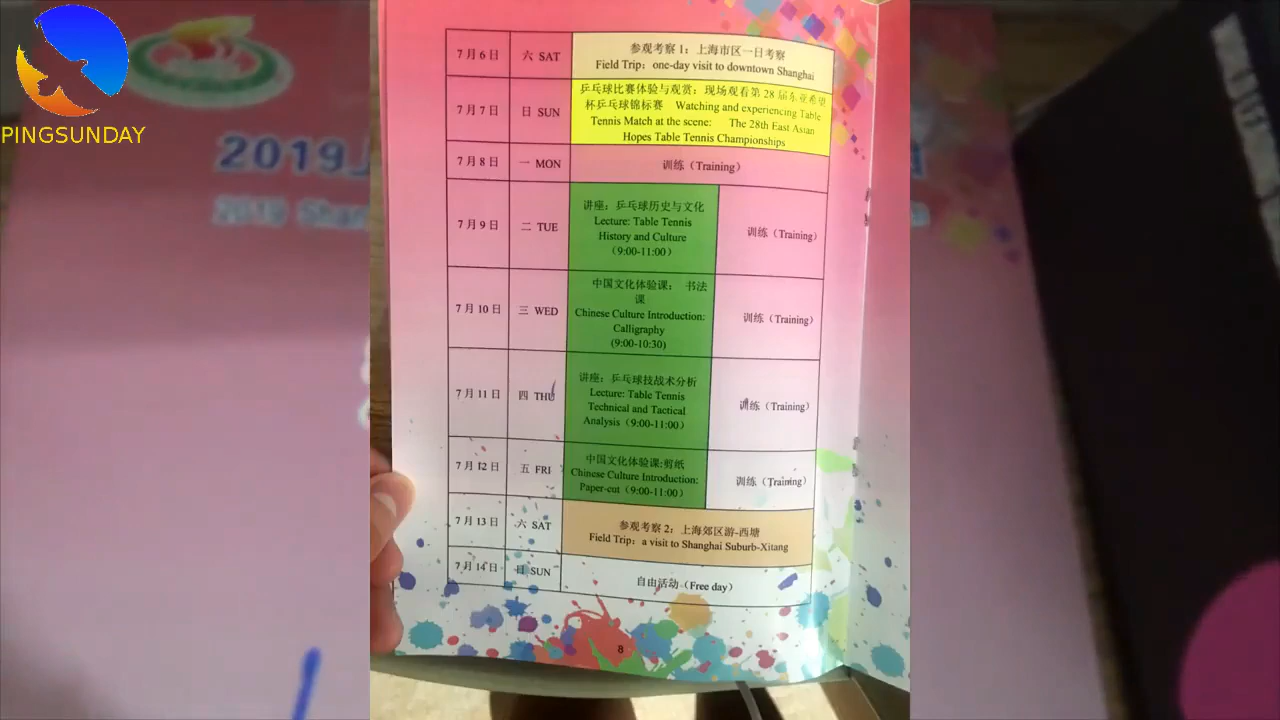 PINGSUNDAY
2019
2019 Shan
7月6日 六 SAT
参观考察 1：上海市区一日考察
Field Trip: one-day visit to downtown Shanghai
7月7日 日 SUN
乒乓球比赛体验与观赏：现场观看第 28 届东亚希望
杯乒乓球锦标赛 Watching and experiencing Table
Tennis Match at the scene: The 28th East Asian
Hopes Table Tennis Championships
7月8日 一 MON
训练（Training）
7月9日 二 TUE
讲座：乒乓球历史与文化
Lecture: Table Tennis
History and Culture
（9:00-11:00）
训练（Training）
7月10日 三 WED
中国文化体验课： 书法
课
Chinese Culture Introduction:
Calligraphy
(9:00-10:30)
训练（Training）
7月11日 四 THU
讲座：乒乓球技战术分析
Lecture: Table Tennis
Technical and Tactical
Analysis（9:00-11:00）
训练（Training）
7月12日 五 FRI
中国文化体验课:剪纸
Chinese Culture Introduction:
Paper-cut（9:00-11:00）
训练（Training）
7月13日 六 SAT
参观考察 2：上海郊区游-西塘
Field Trip: a visit to Shanghai Suburb-Xitang
7月14日 日 SUN
自由活动（Free day）
8